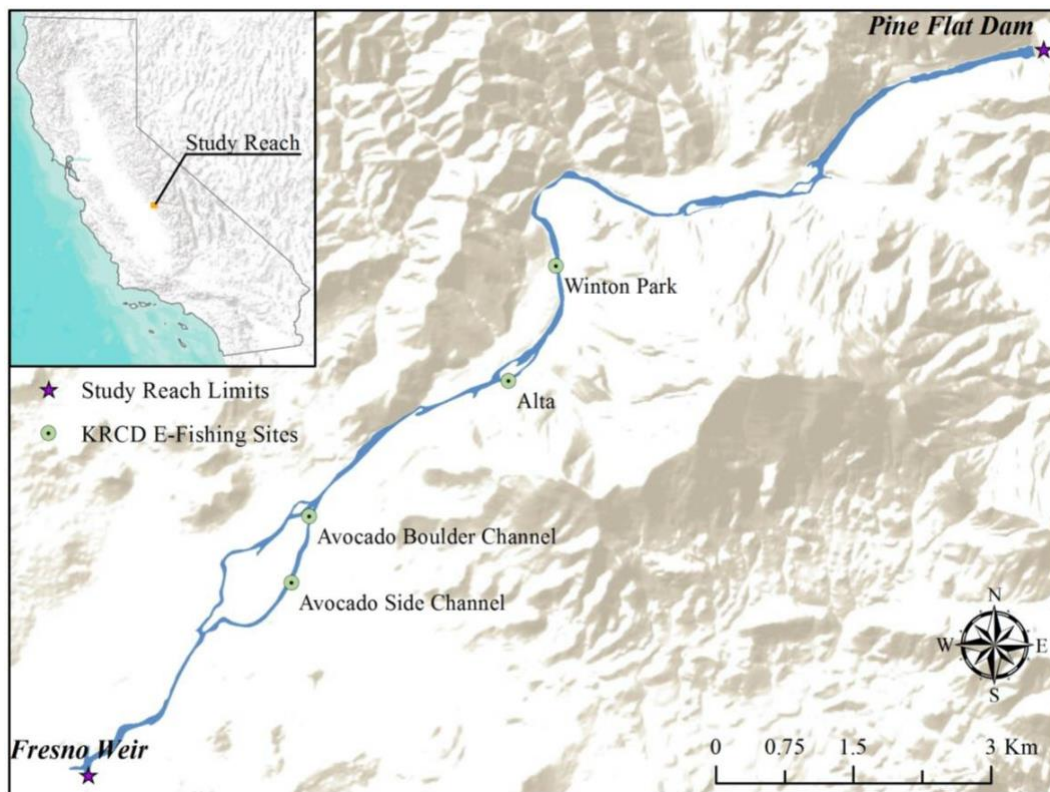 Pine Flat Dam
Study Reach
Winton Park
Study Reach Limits
Alta
KRCD E-Fishing Sites
Avocado Boulder Channel
Avocado Side Channel
N
W E
S
Fresno Weir
0 0.75 1.5 3 Km